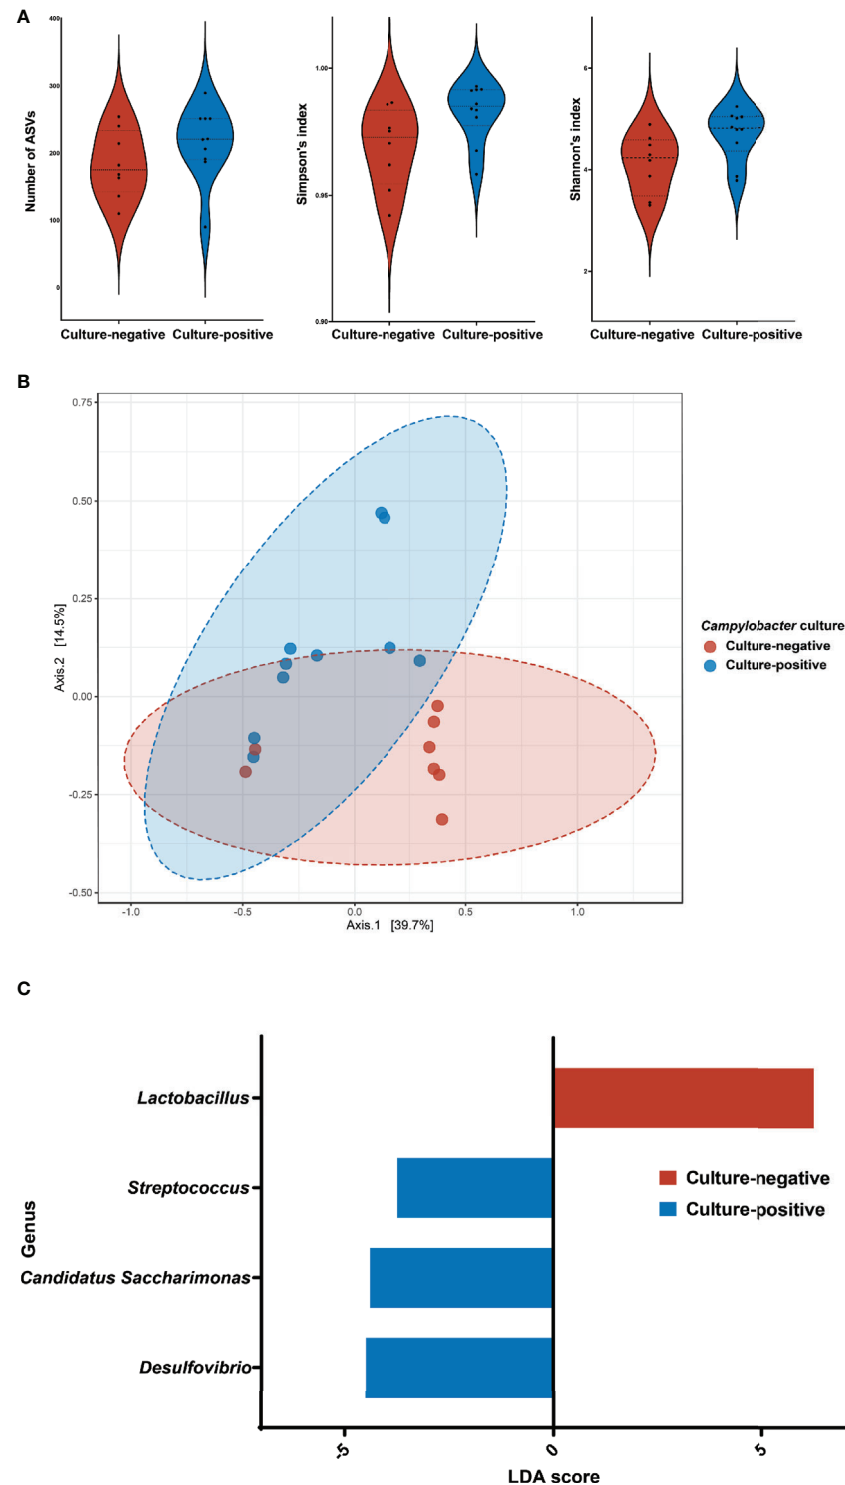 A
Number of ASVs
400
300
200
100
0
Culture-negative Culture-positive
Simpson's index
1.00
0.95
0.90
Culture-negative Culture-positive
Shannon's index
6
4
2
Culture-negative Culture-positive
B
Axis.2 [14.5%]
0.75
0.50
0.25
0.00
-0.25
-0.50
-1.0 -0.5 0.0 0.5 1.0
Axis.1 [39.7%]
Campylobacter culture
Culture-negative
Culture-positive
C
Genus
Lactobacillus
Streptococcus
Candidatus Saccharimonas
Desulfovibrio
Culture-negative
Culture-positive
-5 0 5
LDA score